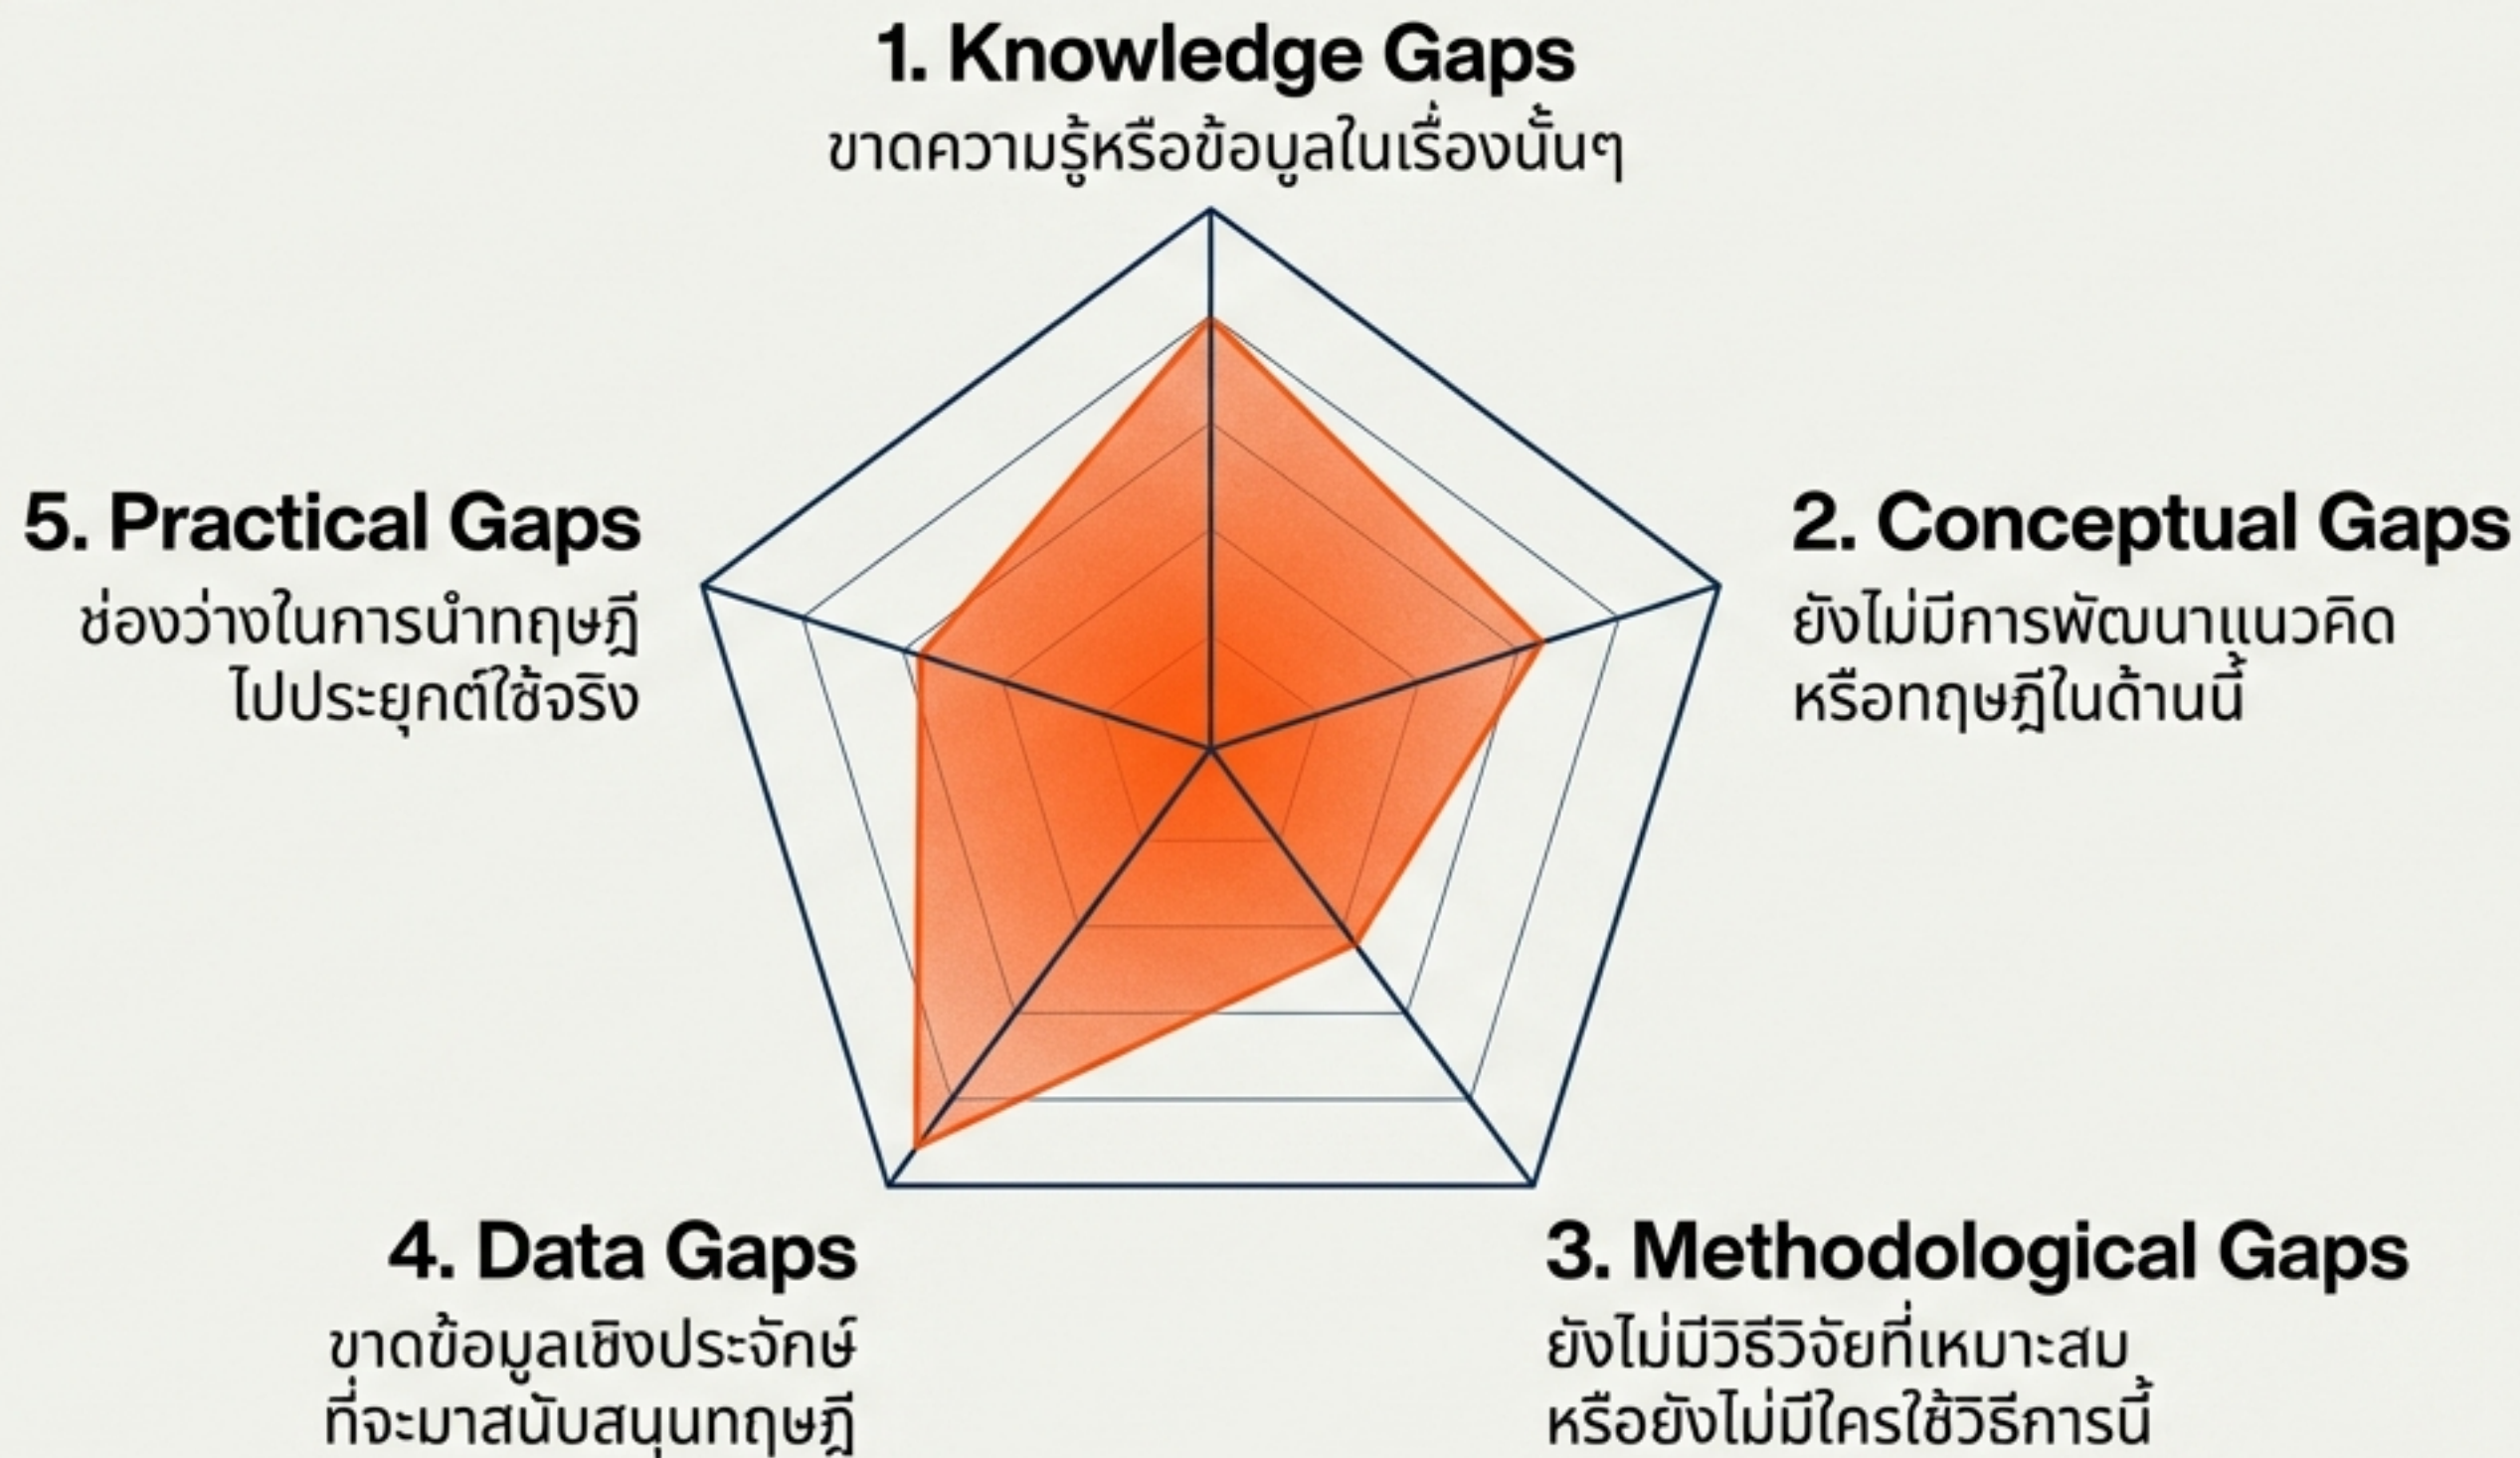 1. Knowledge Gaps
ขาดความรู้หรือข้อมูลในเรื่องนั้นๆ
2. Conceptual Gaps
ยังไม่มีการพัฒนาแนวคิด
หรือทฤษฎีในด้านนี้
3. Methodological Gaps
ยังไม่มีวิธีวิจัยที่เหมาะสม
หรือยังไม่มีใครใช้วิธีการนี้
4. Data Gaps
ขาดข้อมูลเชิงประจักษ์
ที่จะมาสนับสนุนทฤษฎี
5. Practical Gaps
ช่องว่างในการนำทฤษฎี
ไปประยุกต์ใช้จริง